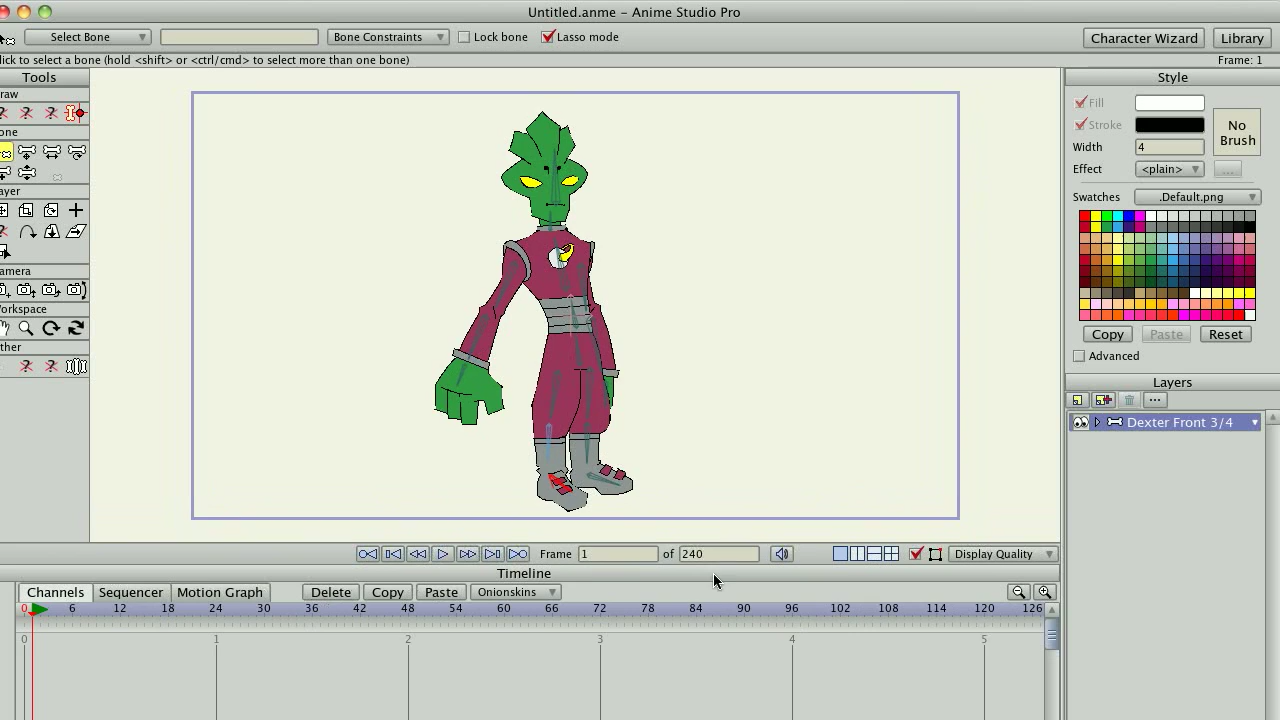 Untitled.anme – Anime Studio Pro
Select Bone Bone Constraints Lock bone Lasso mode Character Wizard Library
lick to select a bone (hold <shift> or <ctrl/cmd> to select more than one bone) Frame: 1
Tools
raw
one
ayer
amera
orkspace
ther
Style
Fill
Stroke
No Brush
Width 4
Effect <plain> ...
Swatches .Default.png
Copy Paste Reset
Advanced
Layers
...
Dexter Front 3/4
Frame 1 of 240 Display Quality
Timeline
Channels Sequencer Motion Graph Delete Copy Paste Onionskins
0 6 12 18 24 30 36 42 48 54 60 66 72 78 84 90 96 102 108 114 120 126
0 1 2 3 4 5